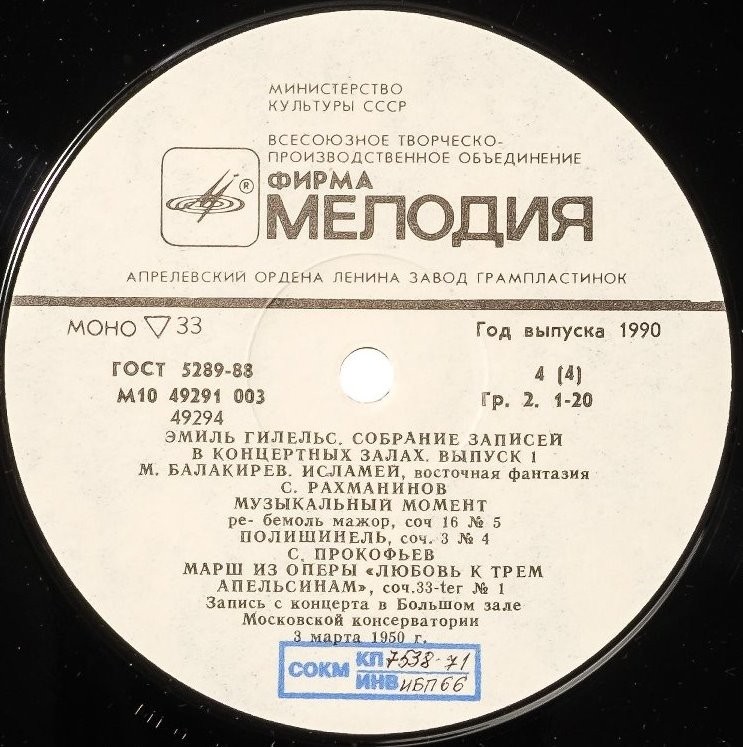 МИНИСТЕРСТВО
КУЛЬТУРЫ СССР
ВСЕСОЮЗНОЕ ТВОРЧЕСКО-
ПРОИЗВОДСТВЕННОЕ ОБЪЕДИНЕНИЕ
®
ФИРМА
МЕЛОДИЯ
АПРЕЛЕВСКИЙ ОРДЕНА ЛЕНИНА ЗАВОД ГРАМПЛАСТИНОК
МОНО 33
Год выпуска 1990
ГОСТ 5289-88
4 (4)
М10 49291 003
Гр. 2. 1-20
49294
ЭМИЛЬ ГИЛЕЛЬС. СОБРАНИЕ ЗАПИСЕЙ
В КОНЦЕРТНЫХ ЗАЛАХ. ВЫПУСК 1
М. БАЛАКИРЕВ. ИСЛАМЕЙ, восточная фантазия
С. РАХМАНИНОВ
МУЗЫКАЛЬНЫЙ МОМЕНТ
ре- бемоль мажор, соч 16 № 5
ПОЛИШИНЕЛЬ, соч. 3 № 4
С. ПРОКОФЬЕВ
МАРШ ИЗ ОПЕРЫ «ЛЮБОВЬ К ТРЕМ
АПЕЛЬСИНАМ», соч.33-ter № 1
Запись с концерта в Большом зале
Московской консерватории
3 марта 1950 г.
СОКМ КП 7538-71
ИНВ ИБП 66